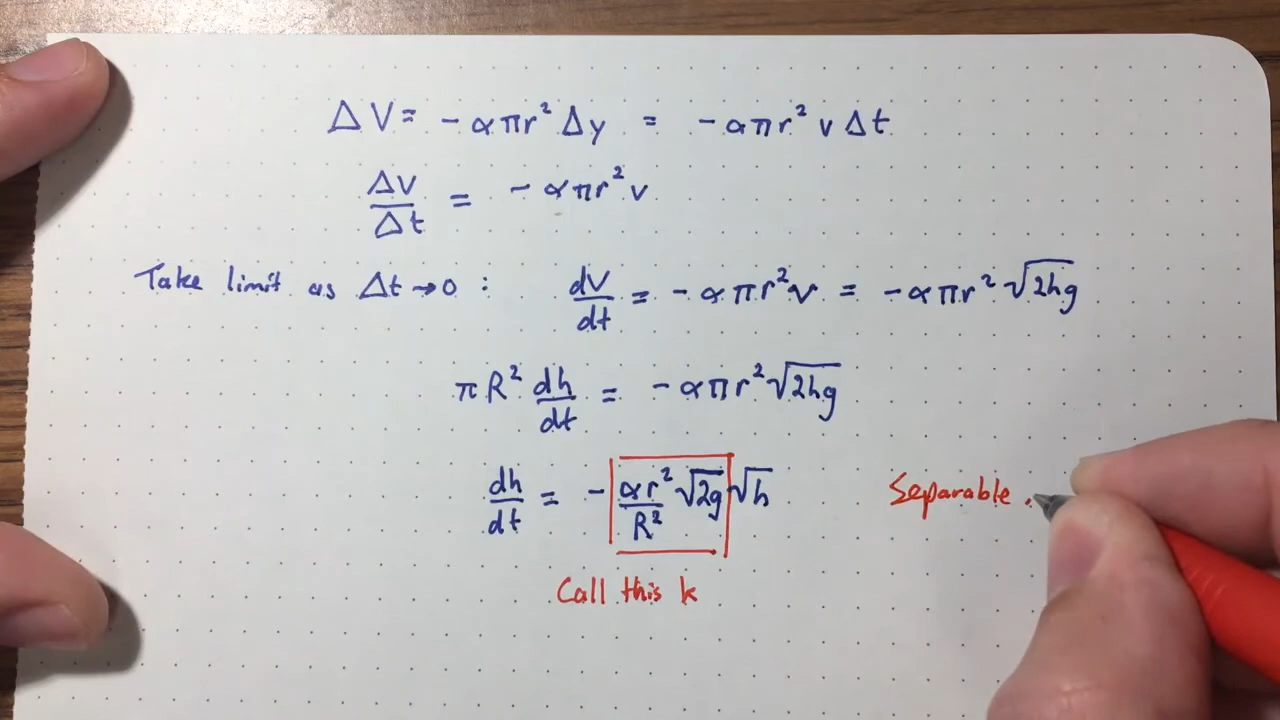 ΔV = -απr² Δy = -απr² v Δt
ΔV/Δt = -απr² v
Take limit as Δt→0 : dV/dt = -απr²v = -απr² √2hg
πR² dh/dt = -απr² √2hg
dh/dt = - αr²/R² √2g √h Separable .
Call this k